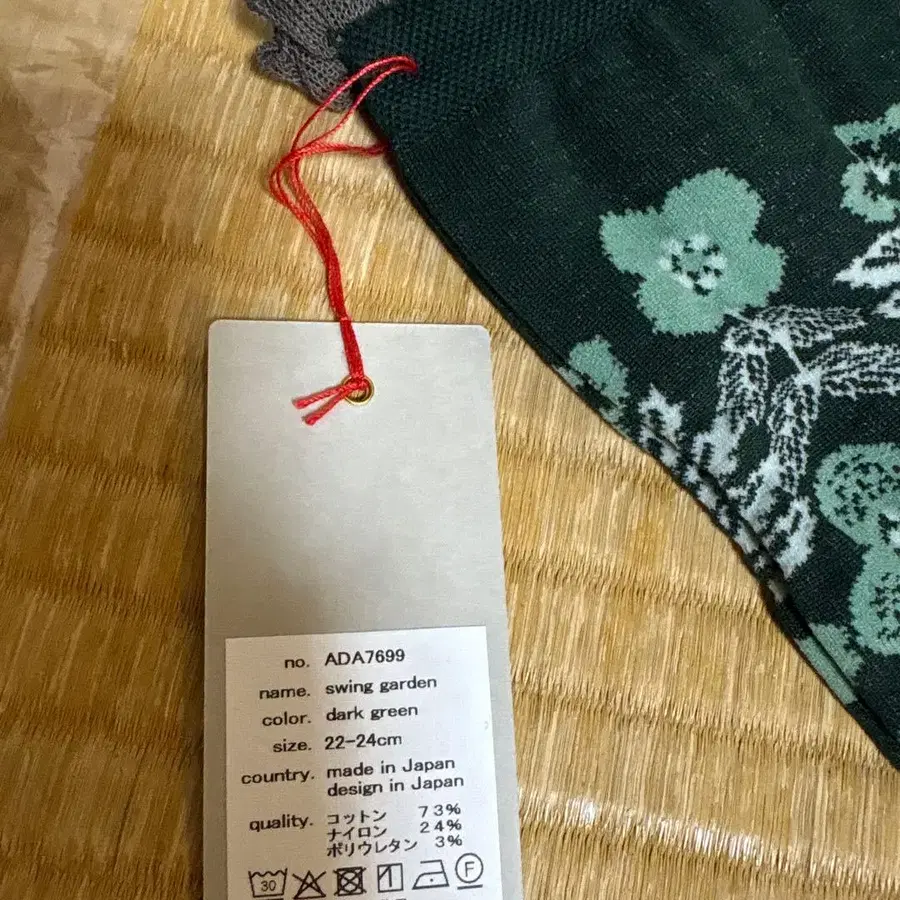 no. ADA7699
name. swing garden
color. dark green
size. 22-24cm
country. made in Japan
design in Japan
quality. コットン 73%
ナイロン 24%
ポリウレタン 3%
30 F